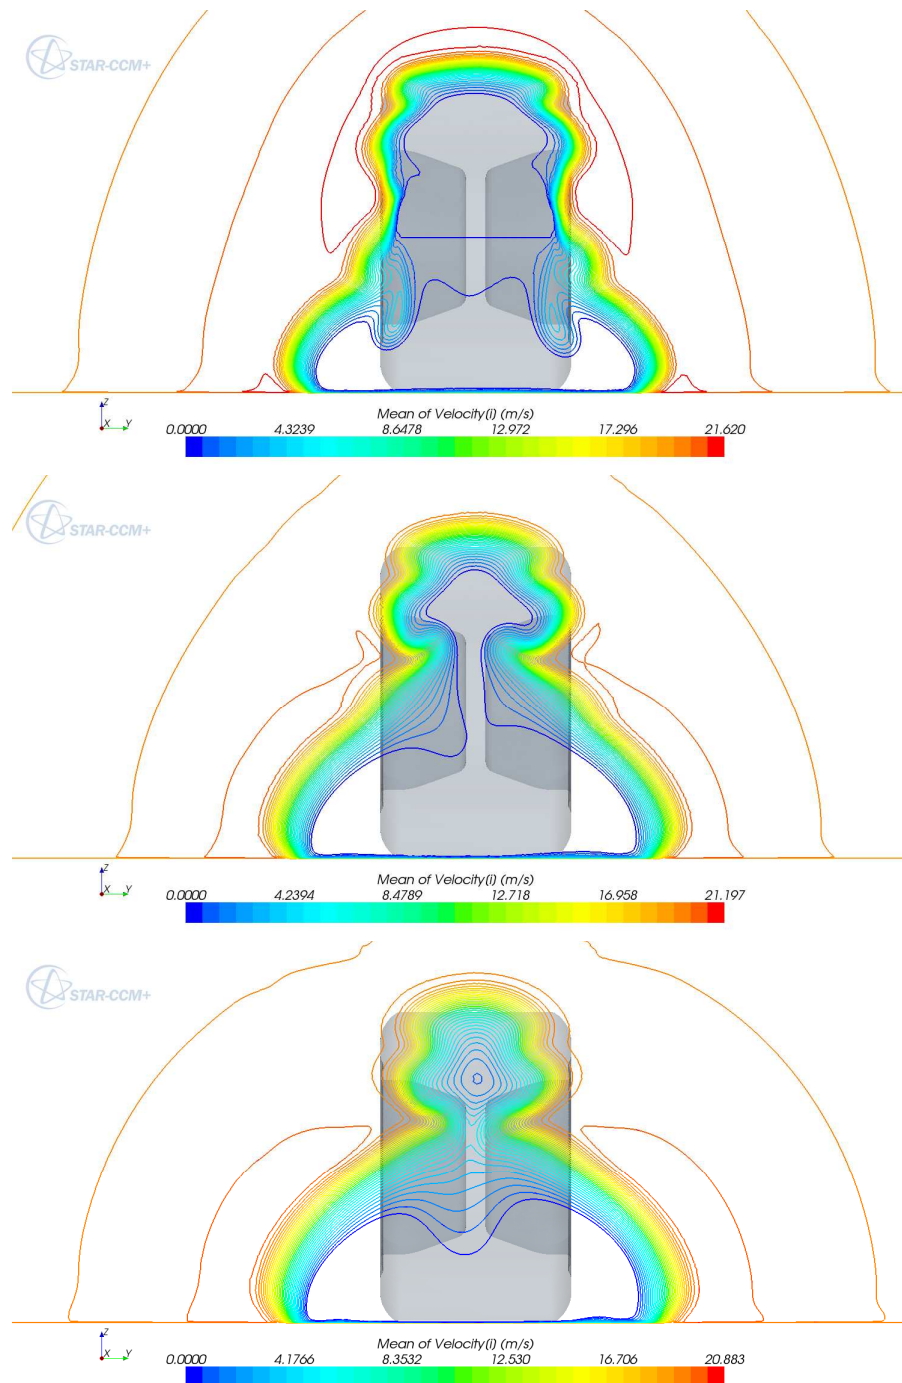 STAR-CCM+
Z
X Y
Mean of Velocity(i) (m/s)
0.0000 4.3239 8.6478 12.972 17.296 21.620
STAR-CCM+
Z
X Y
Mean of Velocity(i) (m/s)
0.0000 4.2394 8.4789 12.718 16.958 21.197
STAR-CCM+
Z
X Y
Mean of Velocity(i) (m/s)
0.0000 4.1766 8.3532 12.530 16.706 20.883